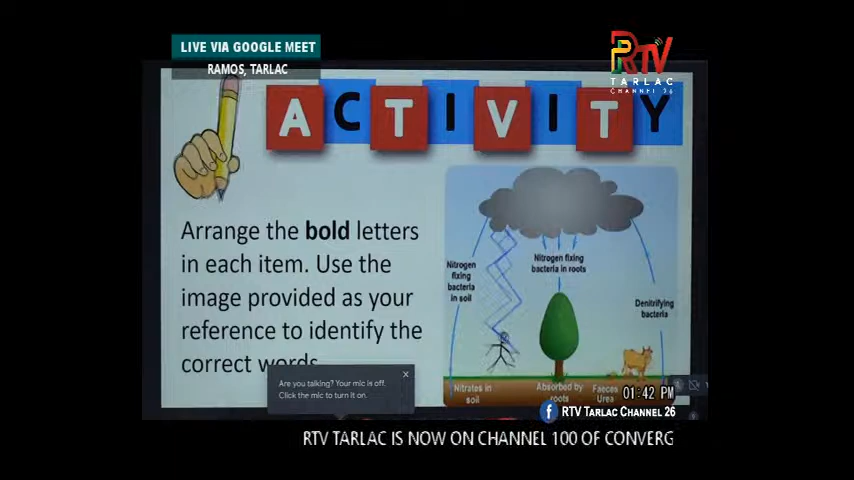 LIVE VIA GOOGLE MEET
RAMOS, TARLAC
RTV
TARLAC
CHANNEL 26
ACTIVITY
Arrange the bold letters
in each item. Use the
image provided as your
reference to identify the
correct words.
Nitrogen
fixing
bacteria
in soil
Nitrogen fixing
bacteria in roots
Denitrifying
bacteria
Nitrates in
soil
Absorbed by
roots
Faeces
Urea
Are you talking? Your mic is off.
Click the mic to turn it on.
01:42 PM
RTV TARLAC CHANNEL 26
RTV TARLAC IS NOW ON CHANNEL 100 OF CONVERG